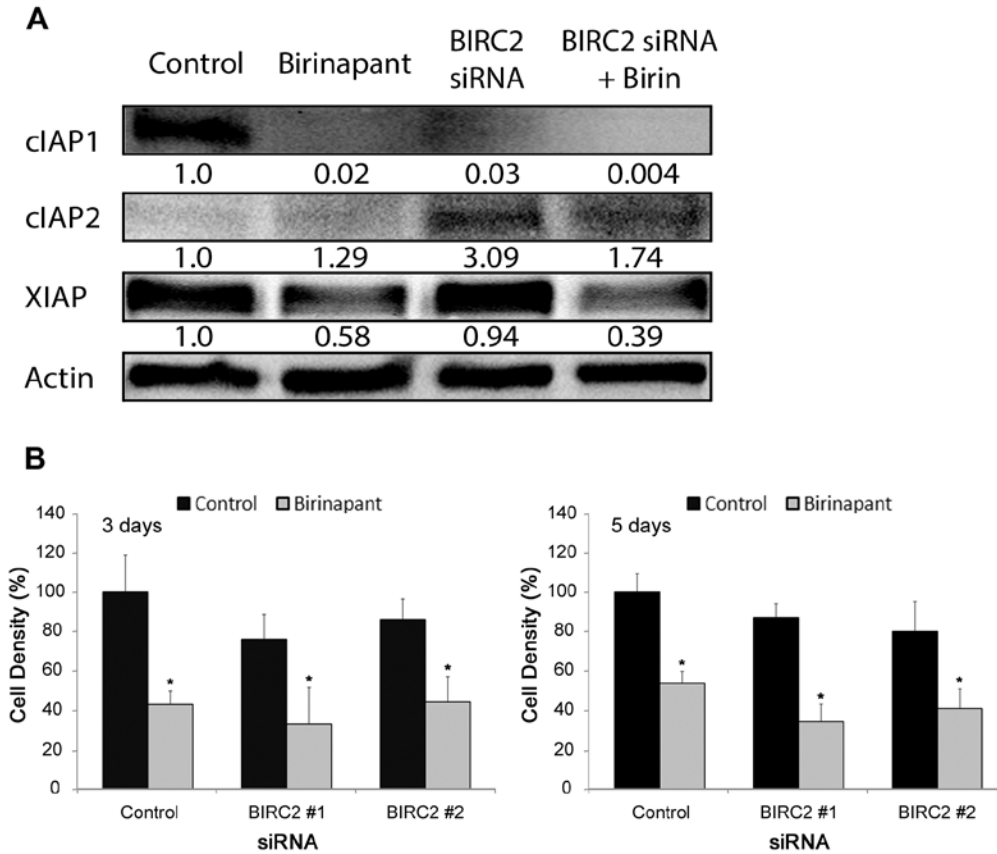 A
Control Birinapant BIRC2 siRNA BIRC2 siRNA + Birin
cIAP1
1.0 0.02 0.03 0.004
cIAP2
1.0 1.29 3.09 1.74
XIAP
1.0 0.58 0.94 0.39
Actin
B
Control Birinapant
3 days
140
120
100
80
60
40
20
0
Cell Density (%)
* * *
Control BIRC2 #1 BIRC2 #2
siRNA
Control Birinapant
5 days
140
120
100
80
60
40
20
0
Cell Density (%)
* * *
Control BIRC2 #1 BIRC2 #2
siRNA